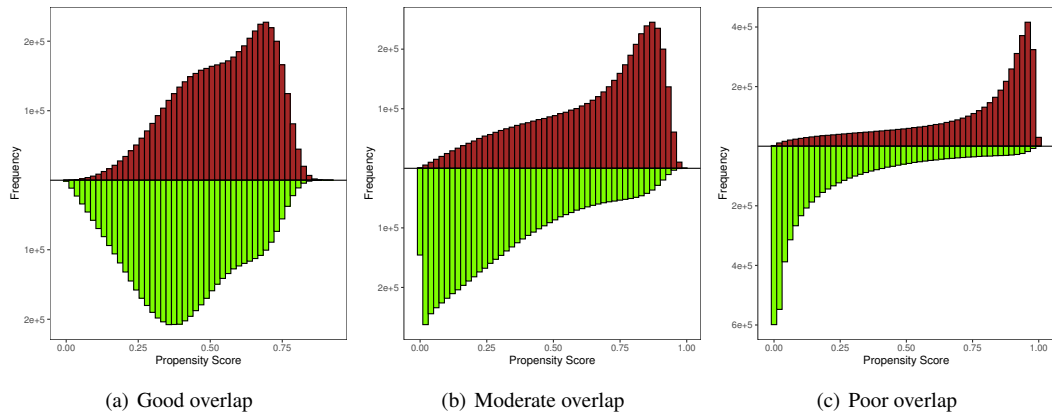 2e+5
1e+5
1e+5
2e+5
Frequency
0.00 0.25 0.50 0.75
Propensity Score
(a) Good overlap
2e+5
1e+5
1e+5
2e+5
Frequency
0.00 0.25 0.50 0.75 1.00
Propensity Score
(b) Moderate overlap
4e+5
2e+5
2e+5
4e+5
6e+5
Frequency
0.00 0.25 0.50 0.75 1.00
Propensity Score
(c) Poor overlap